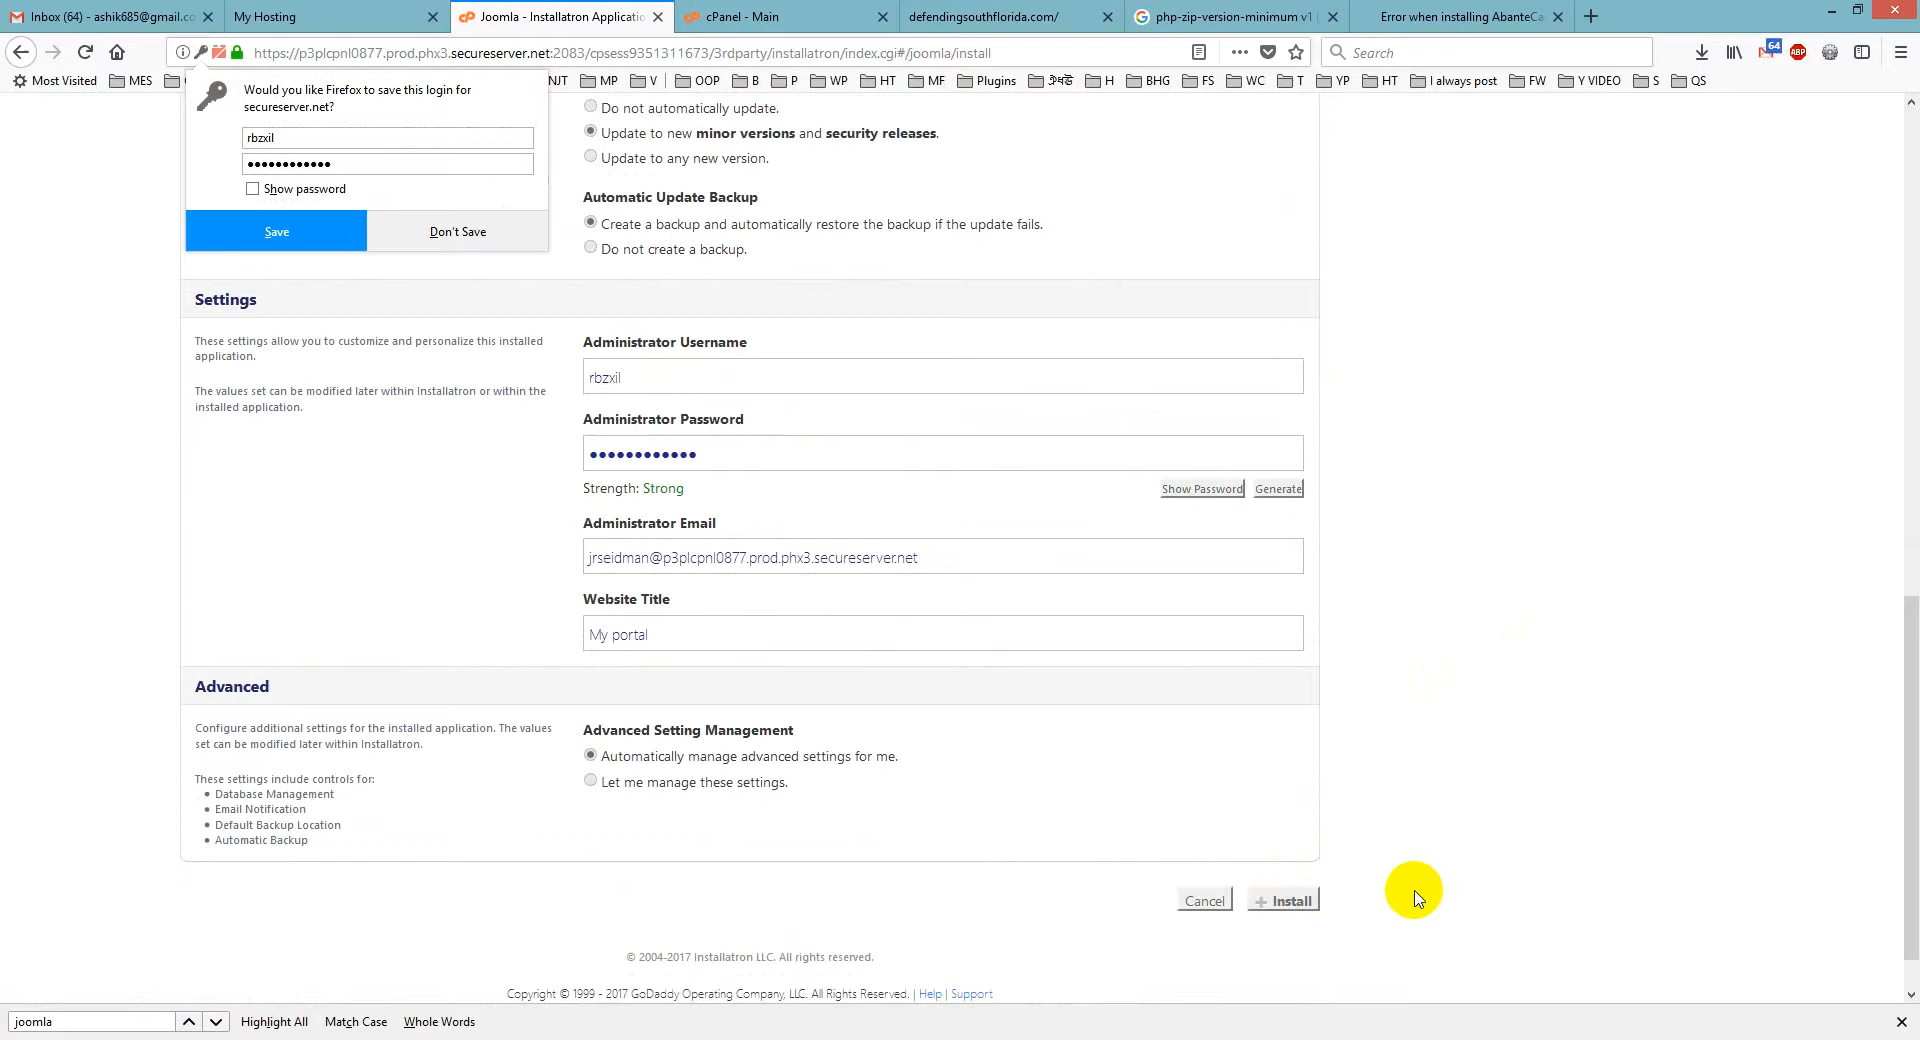 Inbox (64) - ashik685@gmail.co
My Hosting
Joomla - Installatron Applicatio
cPanel - Main
defendingsouthflorida.com/
php-zip-version-minimum v1
Error when installing AbanteCa
https://p3plcpnl0877.prod.phx3.secureserver.net:2083/cpsess9351311673/3rdparty/installatron/index.cgi#/joomla/install
Search
64
ABP
Most Visited
MES
NJT
MP
V
OOP
B
P
WP
HT
MF
Plugins
H
BHG
FS
WC
T
YP
HT
I always post
FW
Y VIDEO
S
QS
Would you like Firefox to save this login for
secureserver.net?
rbzxil
Show password
Save
Don't Save
Do not automatically update.
Update to new minor versions and security releases.
Update to any new version.
Automatic Update Backup
Create a backup and automatically restore the backup if the update fails.
Do not create a backup.
Settings
These settings allow you to customize and personalize this installed
application.
The values set can be modified later within Installatron or within the
installed application.
Administrator Username
rbzxil
Administrator Password
Strength: Strong
Show Password
Generate
Administrator Email
jrseidman@p3plcpnl0877.prod.phx3.secureserver.net
Website Title
My portal
Advanced
Configure additional settings for the installed application. The values
set can be modified later within Installatron.
These settings include controls for:
Database Management
Email Notification
Default Backup Location
Automatic Backup
Advanced Setting Management
Automatically manage advanced settings for me.
Let me manage these settings.
Cancel
+ Install
© 2004-2017 Installatron LLC. All rights reserved.
Copyright © 1999 - 2017 GoDaddy Operating Company, LLC. All Rights Reserved. | Help | Support
joomla
Highlight All
Match Case
Whole Words